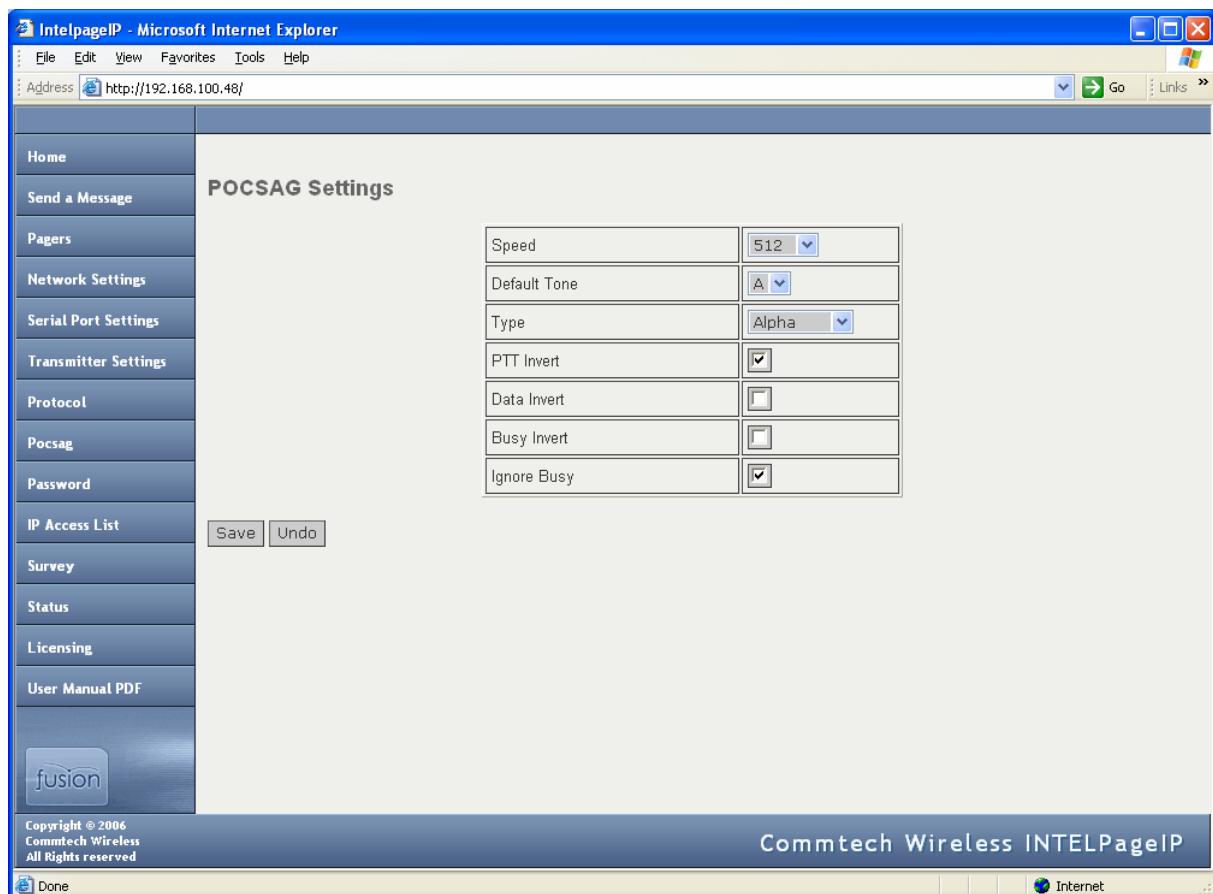 IntelpageIP - Microsoft Internet Explorer
File Edit View Favorites Tools Help
Address http://192.168.100.48/ Go Links »
Home
Send a Message
Pagers
Network Settings
Serial Port Settings
Transmitter Settings
Protocol
Pocsag
Password
IP Access List
Survey
Status
Licensing
User Manual PDF
fusion
Copyright © 2006
Commtech Wireless
All Rights reserved
POCSAG Settings
Speed 512
Default Tone A
Type Alpha
PTT Invert
Data Invert
Busy Invert
Ignore Busy
Save Undo
Commtech Wireless INTELPageIP
Done Internet